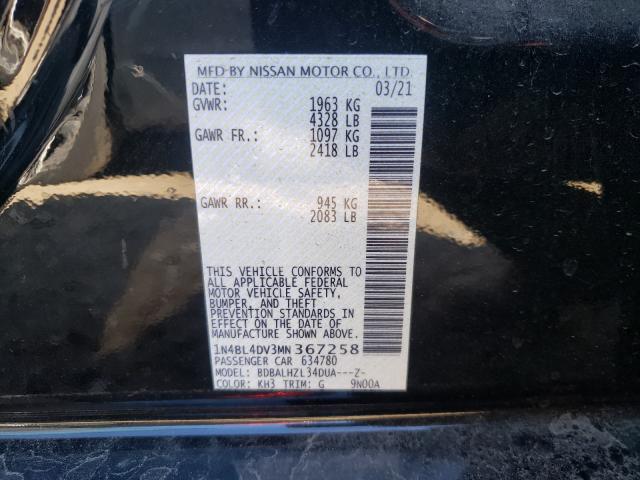 MFD BY NISSAN MOTOR CO., LTD.
DATE: 03/21
GVWR: 1963 KG
4328 LB
GAWR FR.: 1097 KG
2418 LB
GAWR RR.: 945 KG
2083 LB
THIS VEHICLE CONFORMS TO
ALL APPLICABLE FEDERAL
MOTOR VEHICLE SAFETY,
BUMPER, AND THEFT
PREVENTION STANDARDS IN
EFFECT ON THE DATE OF
MANUFACTURE SHOWN ABOVE.
1N4BL4DV3MN367258
PASSENGER CAR 634780
MODEL: BDBALHZL34DUA---Z-
COLOR: KH3 TRIM: G 9N00A